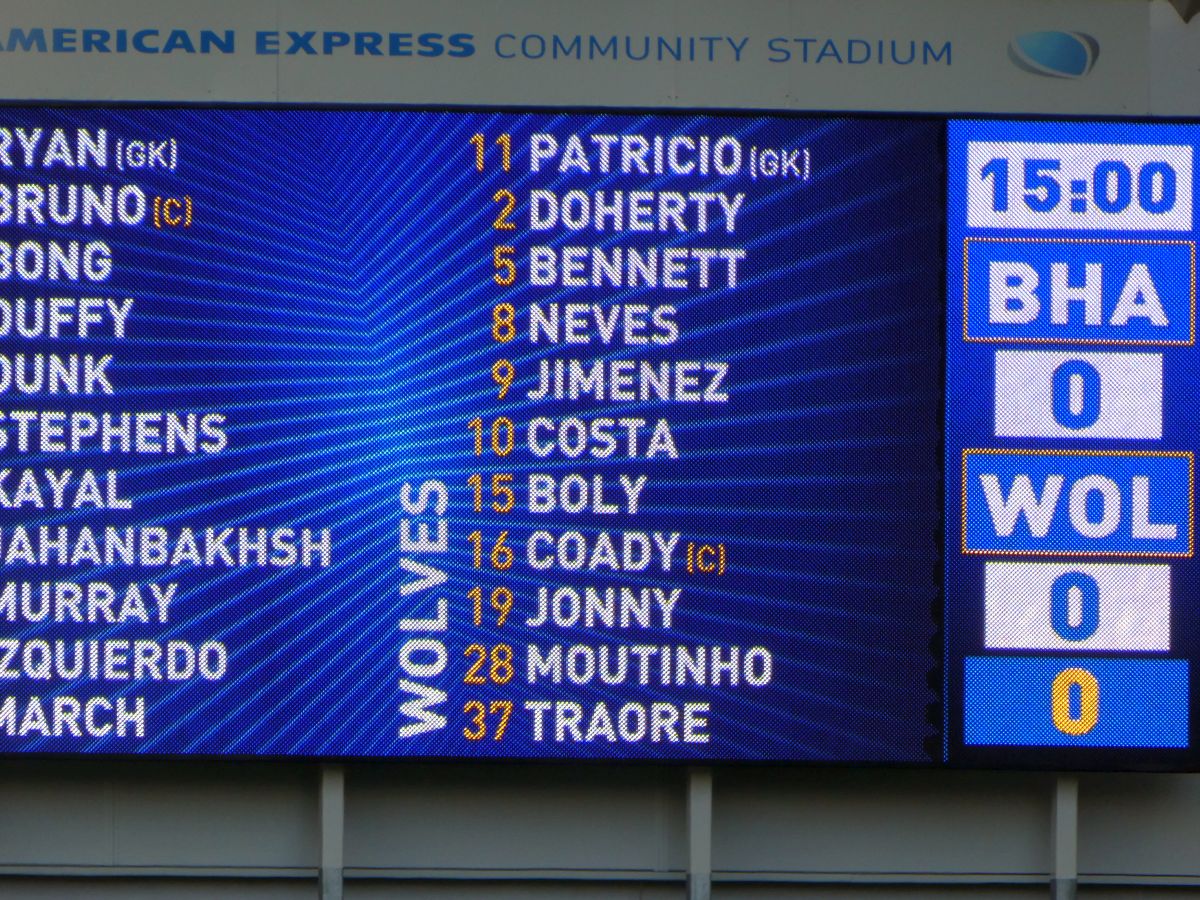 AMERICAN EXPRESS COMMUNITY STADIUM
RYAN (GK)
BRUNO (C)
BONG
DUFFY
DUNK
STEPHENS
KAYAL
JAHANBAKHSH
MURRAY
IZQUIERDO
MARCH
WOLVES
11 PATRICIO (GK)
2 DOHERTY
5 BENNETT
8 NEVES
9 JIMENEZ
10 COSTA
15 BOLY
16 COADY (C)
19 JONNY
28 MOUTINHO
37 TRAORE
15:00
BHA
0
WOL
0
0